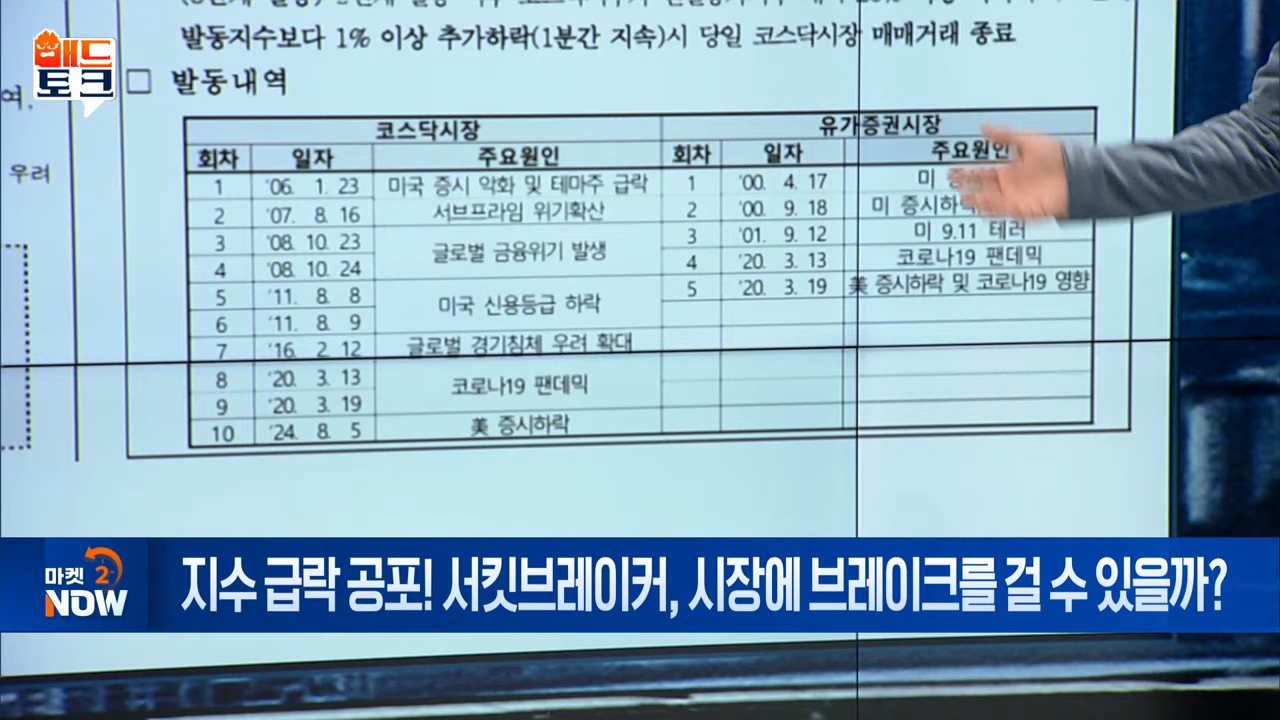 발동지수보다 1% 이상 추가하락(1분간 지속)시 당일 코스닥시장 매매거래 종료
매드
토크
여.
우려
□ 발동내역
코스닥시장 유가증권시장
회차 일자 주요원인 회차 일자 주요원인
1 '06. 1. 23 미국 증시 악화 및 테마주 급락 1 '00. 4. 17 미
2 '07. 8. 16 서브프라임 위기확산 2 '00. 9. 18 미 증시하락
3 '08. 10. 23 글로벌 금융위기 발생 3 '01. 9. 12 미 9.11 테러
4 '08. 10. 24 4 '20. 3. 13 코로나19 팬데믹
5 '11. 8. 8 미국 신용등급 하락 5 '20. 3. 19 美 증시하락 및 코로나19 영향
6 '11. 8. 9
7 '16. 2. 12 글로벌 경기침체 우려 확대
8 '20. 3. 13 코로나19 팬데믹
9 '20. 3. 19
10 '24. 8. 5 美 증시하락
마켓 2
NOW
지수 급락 공포! 서킷브레이커, 시장에 브레이크를 걸 수 있을까?